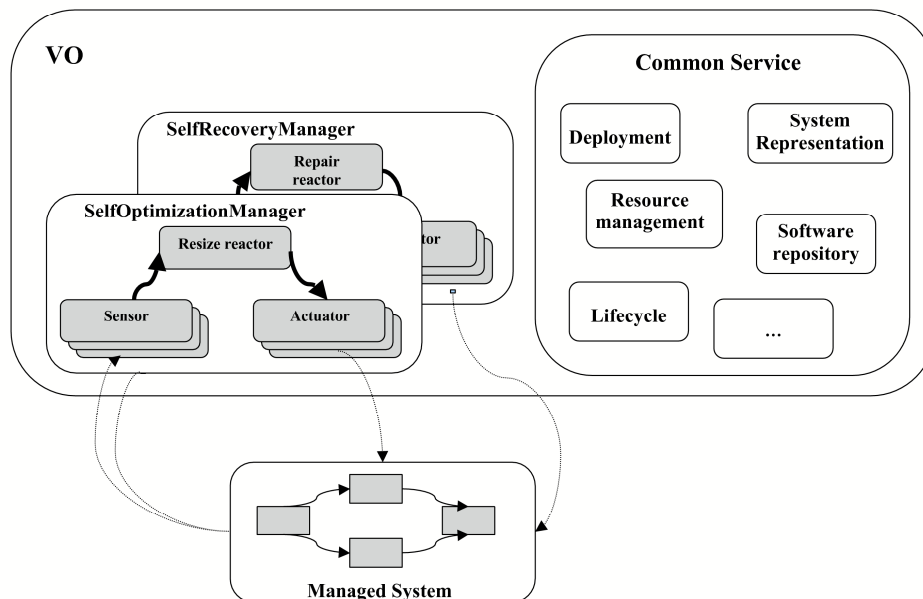 VO
Common Service
SelfRecoveryManager
Repair
reactor
SelfOptimizationManager
Resize reactor
tor
Sensor
Actuator
Deployment
System
Representation
Resource
management
Software
repository
Lifecycle
...
Managed System